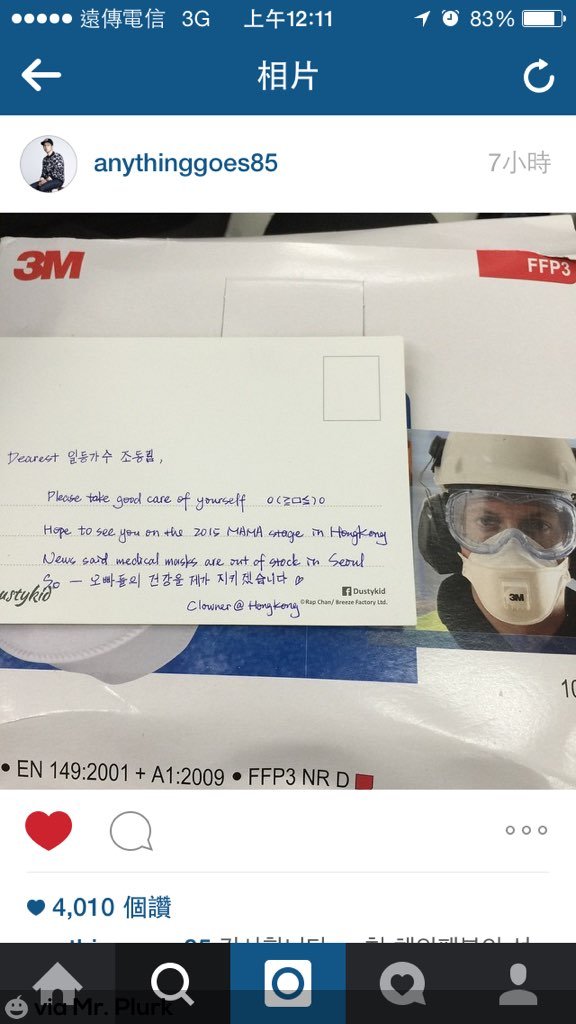 遠傳電信 3G 上午12:11 83%
相片
anythinggoes85 7小時
3M
FFP3
Dearest 일등가수 조동림,
Please take good care of yourself o(≧□≦)o
Hope to see you on the 2015 MAMA stage in HongKong
News said medical masks are out of stock in Seoul
So — 오빠들의 건강을 제가 지키겠습니다
Clowner @ HongKong
ustykid
Dustykid
©Rap Chan/ Breeze Factory Ltd.
3M
10
• EN 149:2001 + A1:2009 • FFP3 NR D
4,010 個讚
via Mr. Plurk